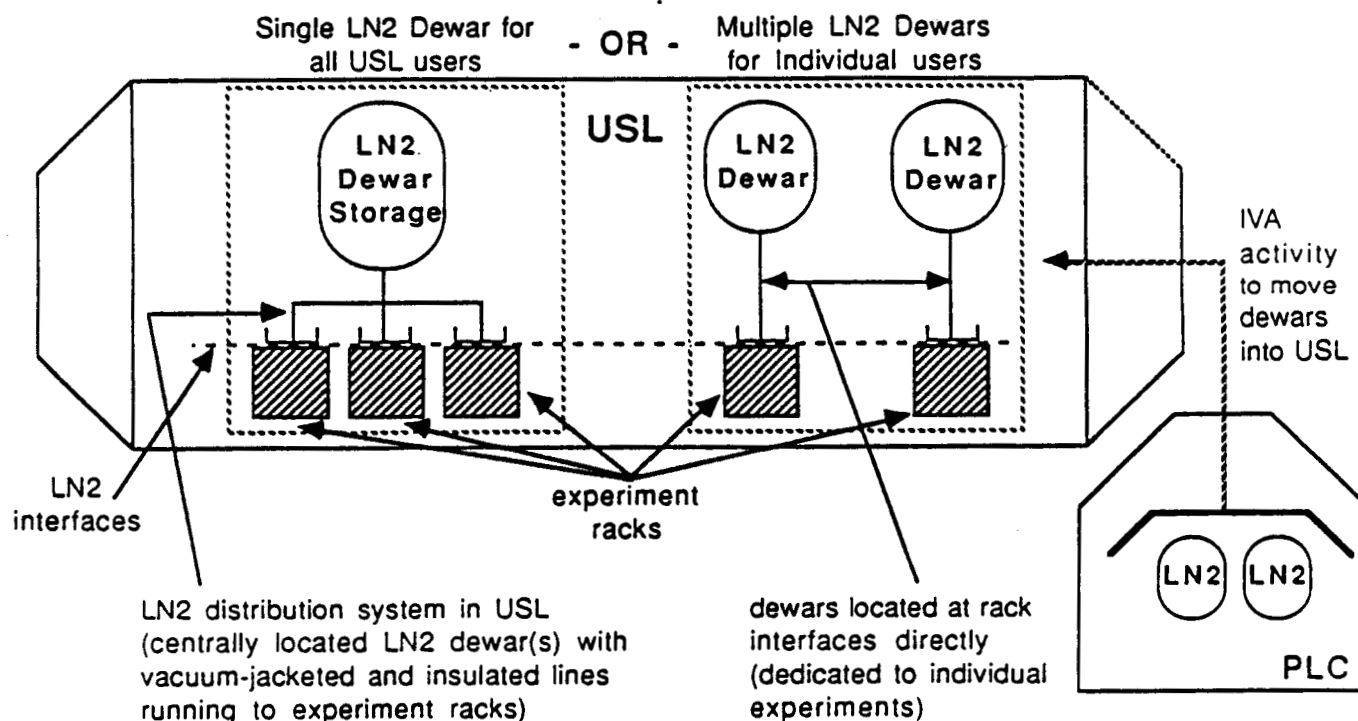 Single LN2 Dewar for
all USL users
- OR -
Multiple LN2 Dewars
for Individual users
USL
LN2
Dewar
Storage
LN2
Dewar
LN2
Dewar
IVA
activity
to move
dewars
into USL
LN2
interfaces
experiment
racks
LN2 distribution system in USL
(centrally located LN2 dewar(s) with
vacuum-jacketed and insulated lines
running to experiment racks)
dewars located at rack
interfaces directly
(dedicated to individual
experiments)
LN2
LN2
PLC